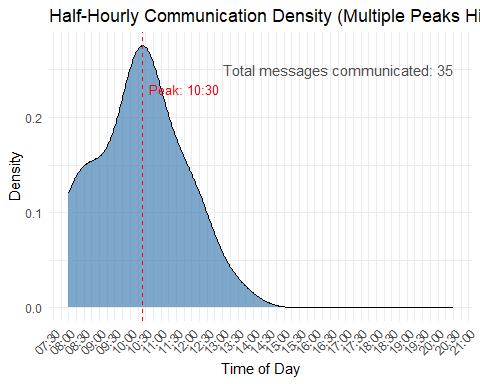 Half-Hourly Communication Density (Multiple Peaks Hi
Total messages communicated: 35
Peak: 10:30
Density
0.2
0.1
0.0
07:30 08:00 08:30 09:00 09:30 10:00 10:30 11:00 11:30 12:00 12:30 13:00 13:30 14:00 14:30 15:00 15:30 16:00 16:30 17:00 17:30 18:00 18:30 19:00 19:30 20:00 20:30 21:00
Time of Day